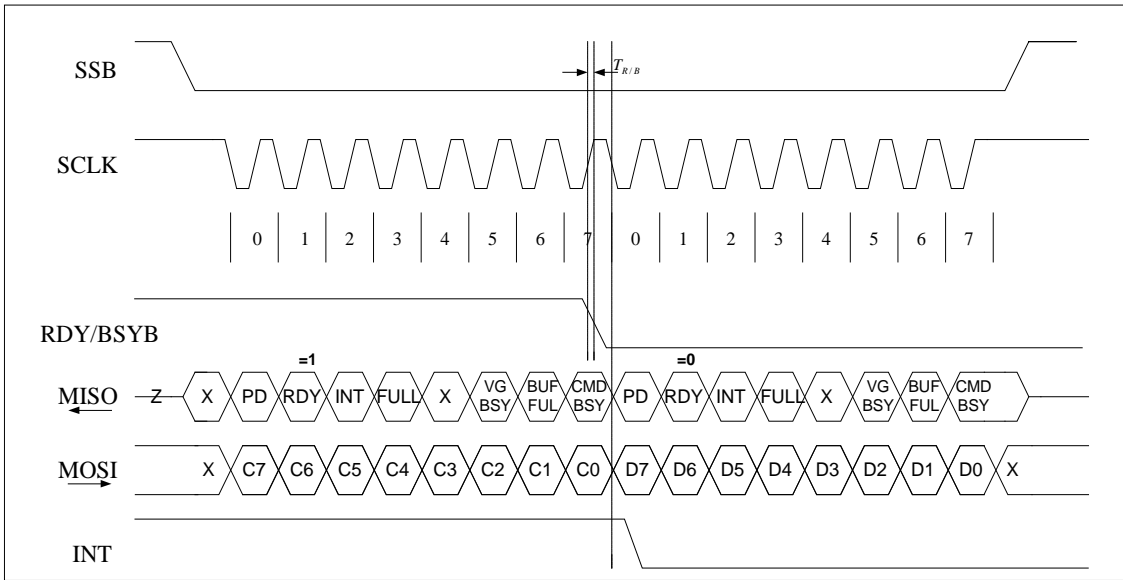 SSB
T R/B
SCLK
0 1 2 3 4 5 6 7 0 1 2 3 4 5 6 7
RDY/BSYB
=1 =0
MISO Z X PD RDY INT FULL X VG BSY BUF FUL CMD BSY PD RDY INT FULL X VG BSY BUF FUL CMD BSY
MOSI X C7 C6 C5 C4 C3 C2 C1 C0 D7 D6 D5 D4 D3 D2 D1 D0 X
INT